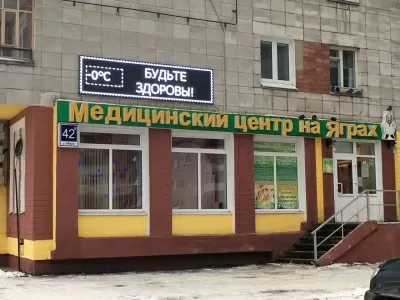 -0°C
БУДЬТЕ
ЗДОРОВЫ!
Медицинский центр на Яграх
42